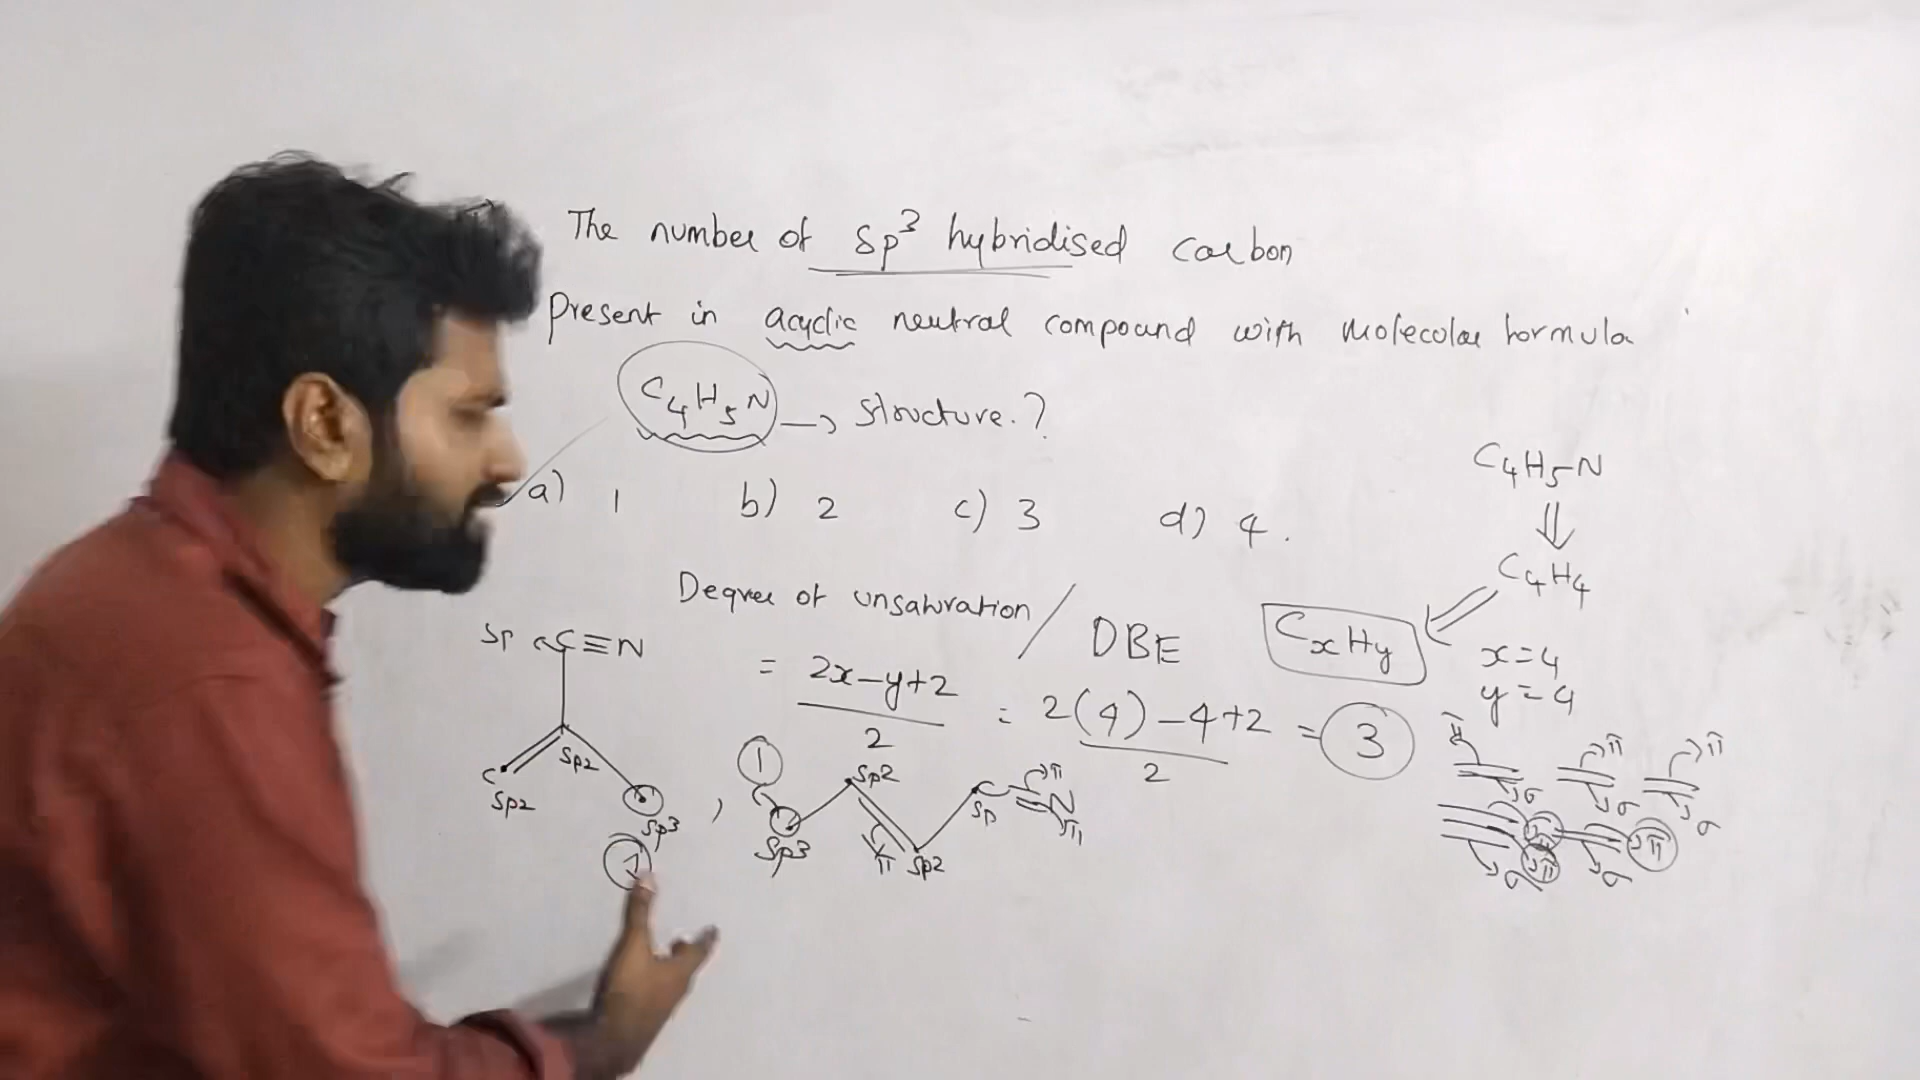 The number of sp³ hybridised carbon
Present in acyclic neutral compound with molecular formula
C₄H₅N → structure.?
a) 1 b) 2 c) 3 d) 4.
C₄H₅N
⇓
C₄H₄
CₓHᵧ
x=4
y=4
Degree of unsaturation / DBE
= 2x-y+2 / 2 = 2(4)-4+2 / 2 = 3
sp C≡N
sp2
C
sp2
sp3
1
,
1
sp3
sp2
π
sp2
C
sp
π
N
π
π π π
σ σ σ
π π π
σ σ